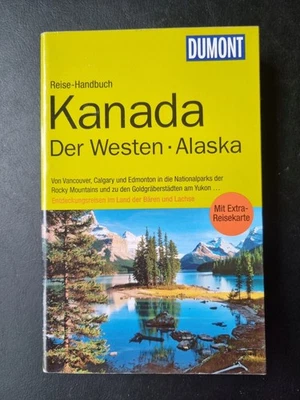 DUMONT
Reise-Handbuch
Kanada
Der Westen · Alaska
Von Vancouver, Calgary und Edmonton in die Nationalparks der
Rocky Mountains und zu den Goldgräberstädten am Yukon ...
Entdeckungsreisen im Land der Bären und Lachse
Mit Extra-
Reisekarte